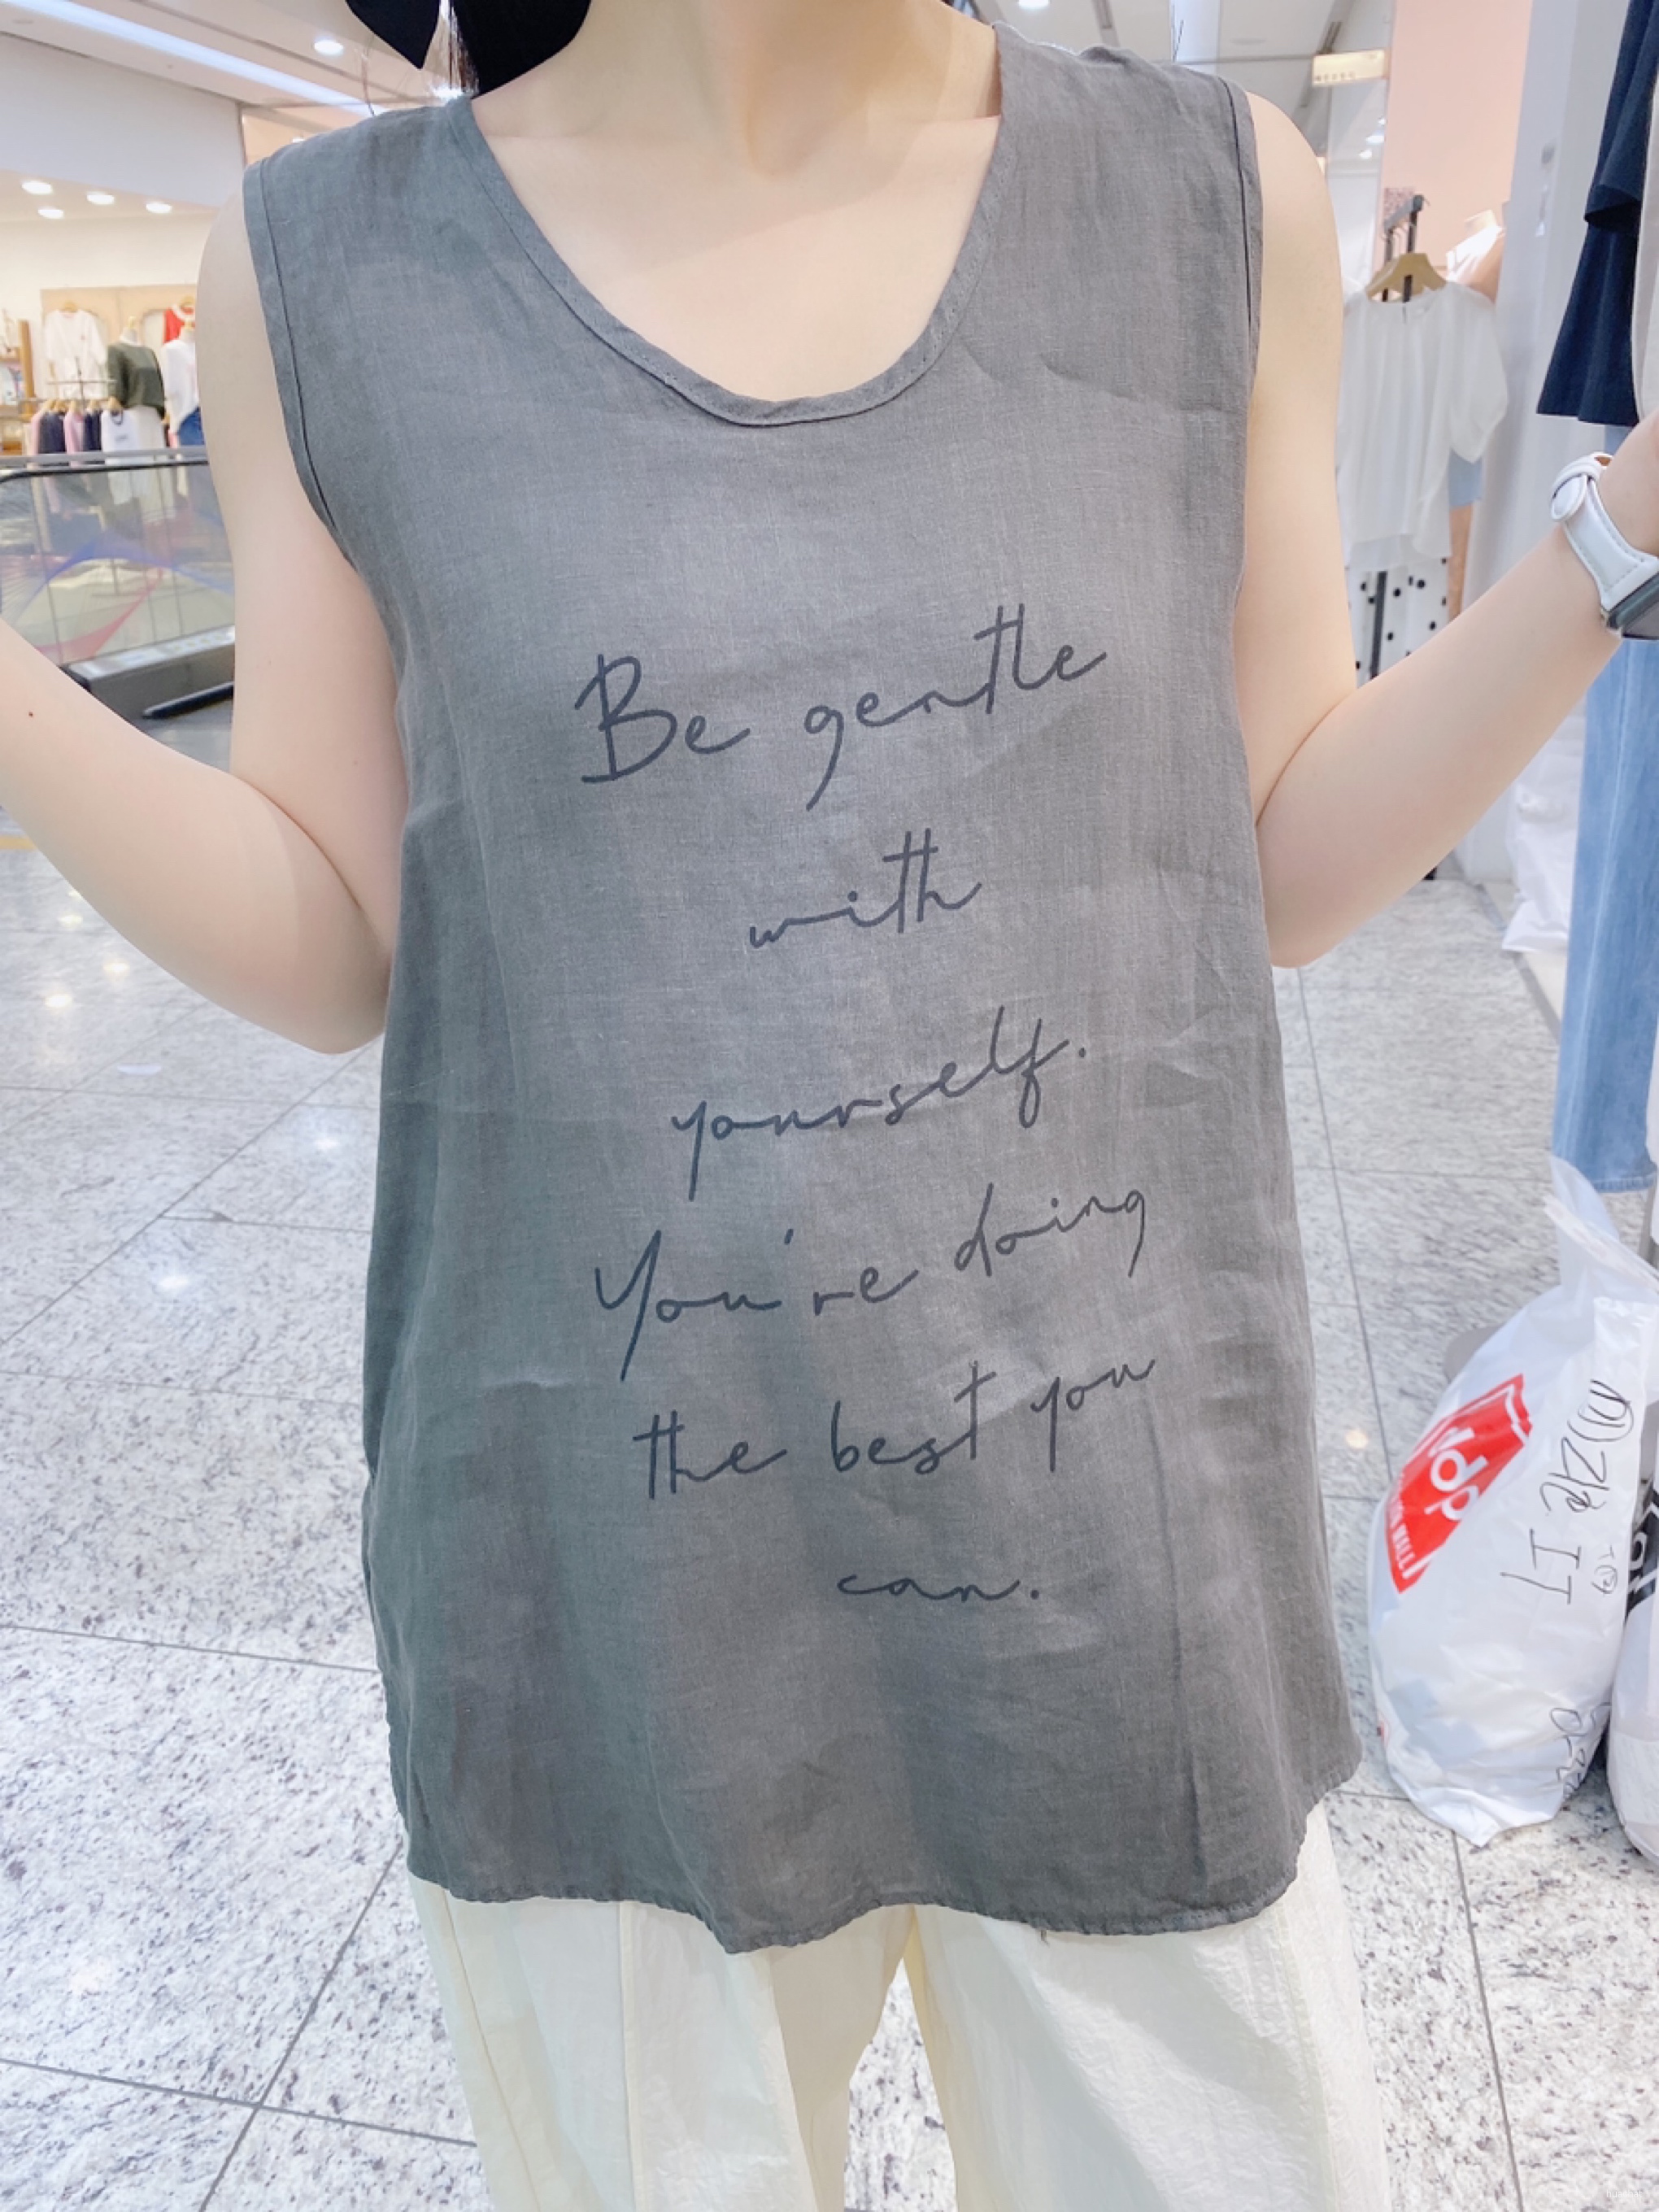 Be gentle
with
yourself.
You're doing
the best you
can.